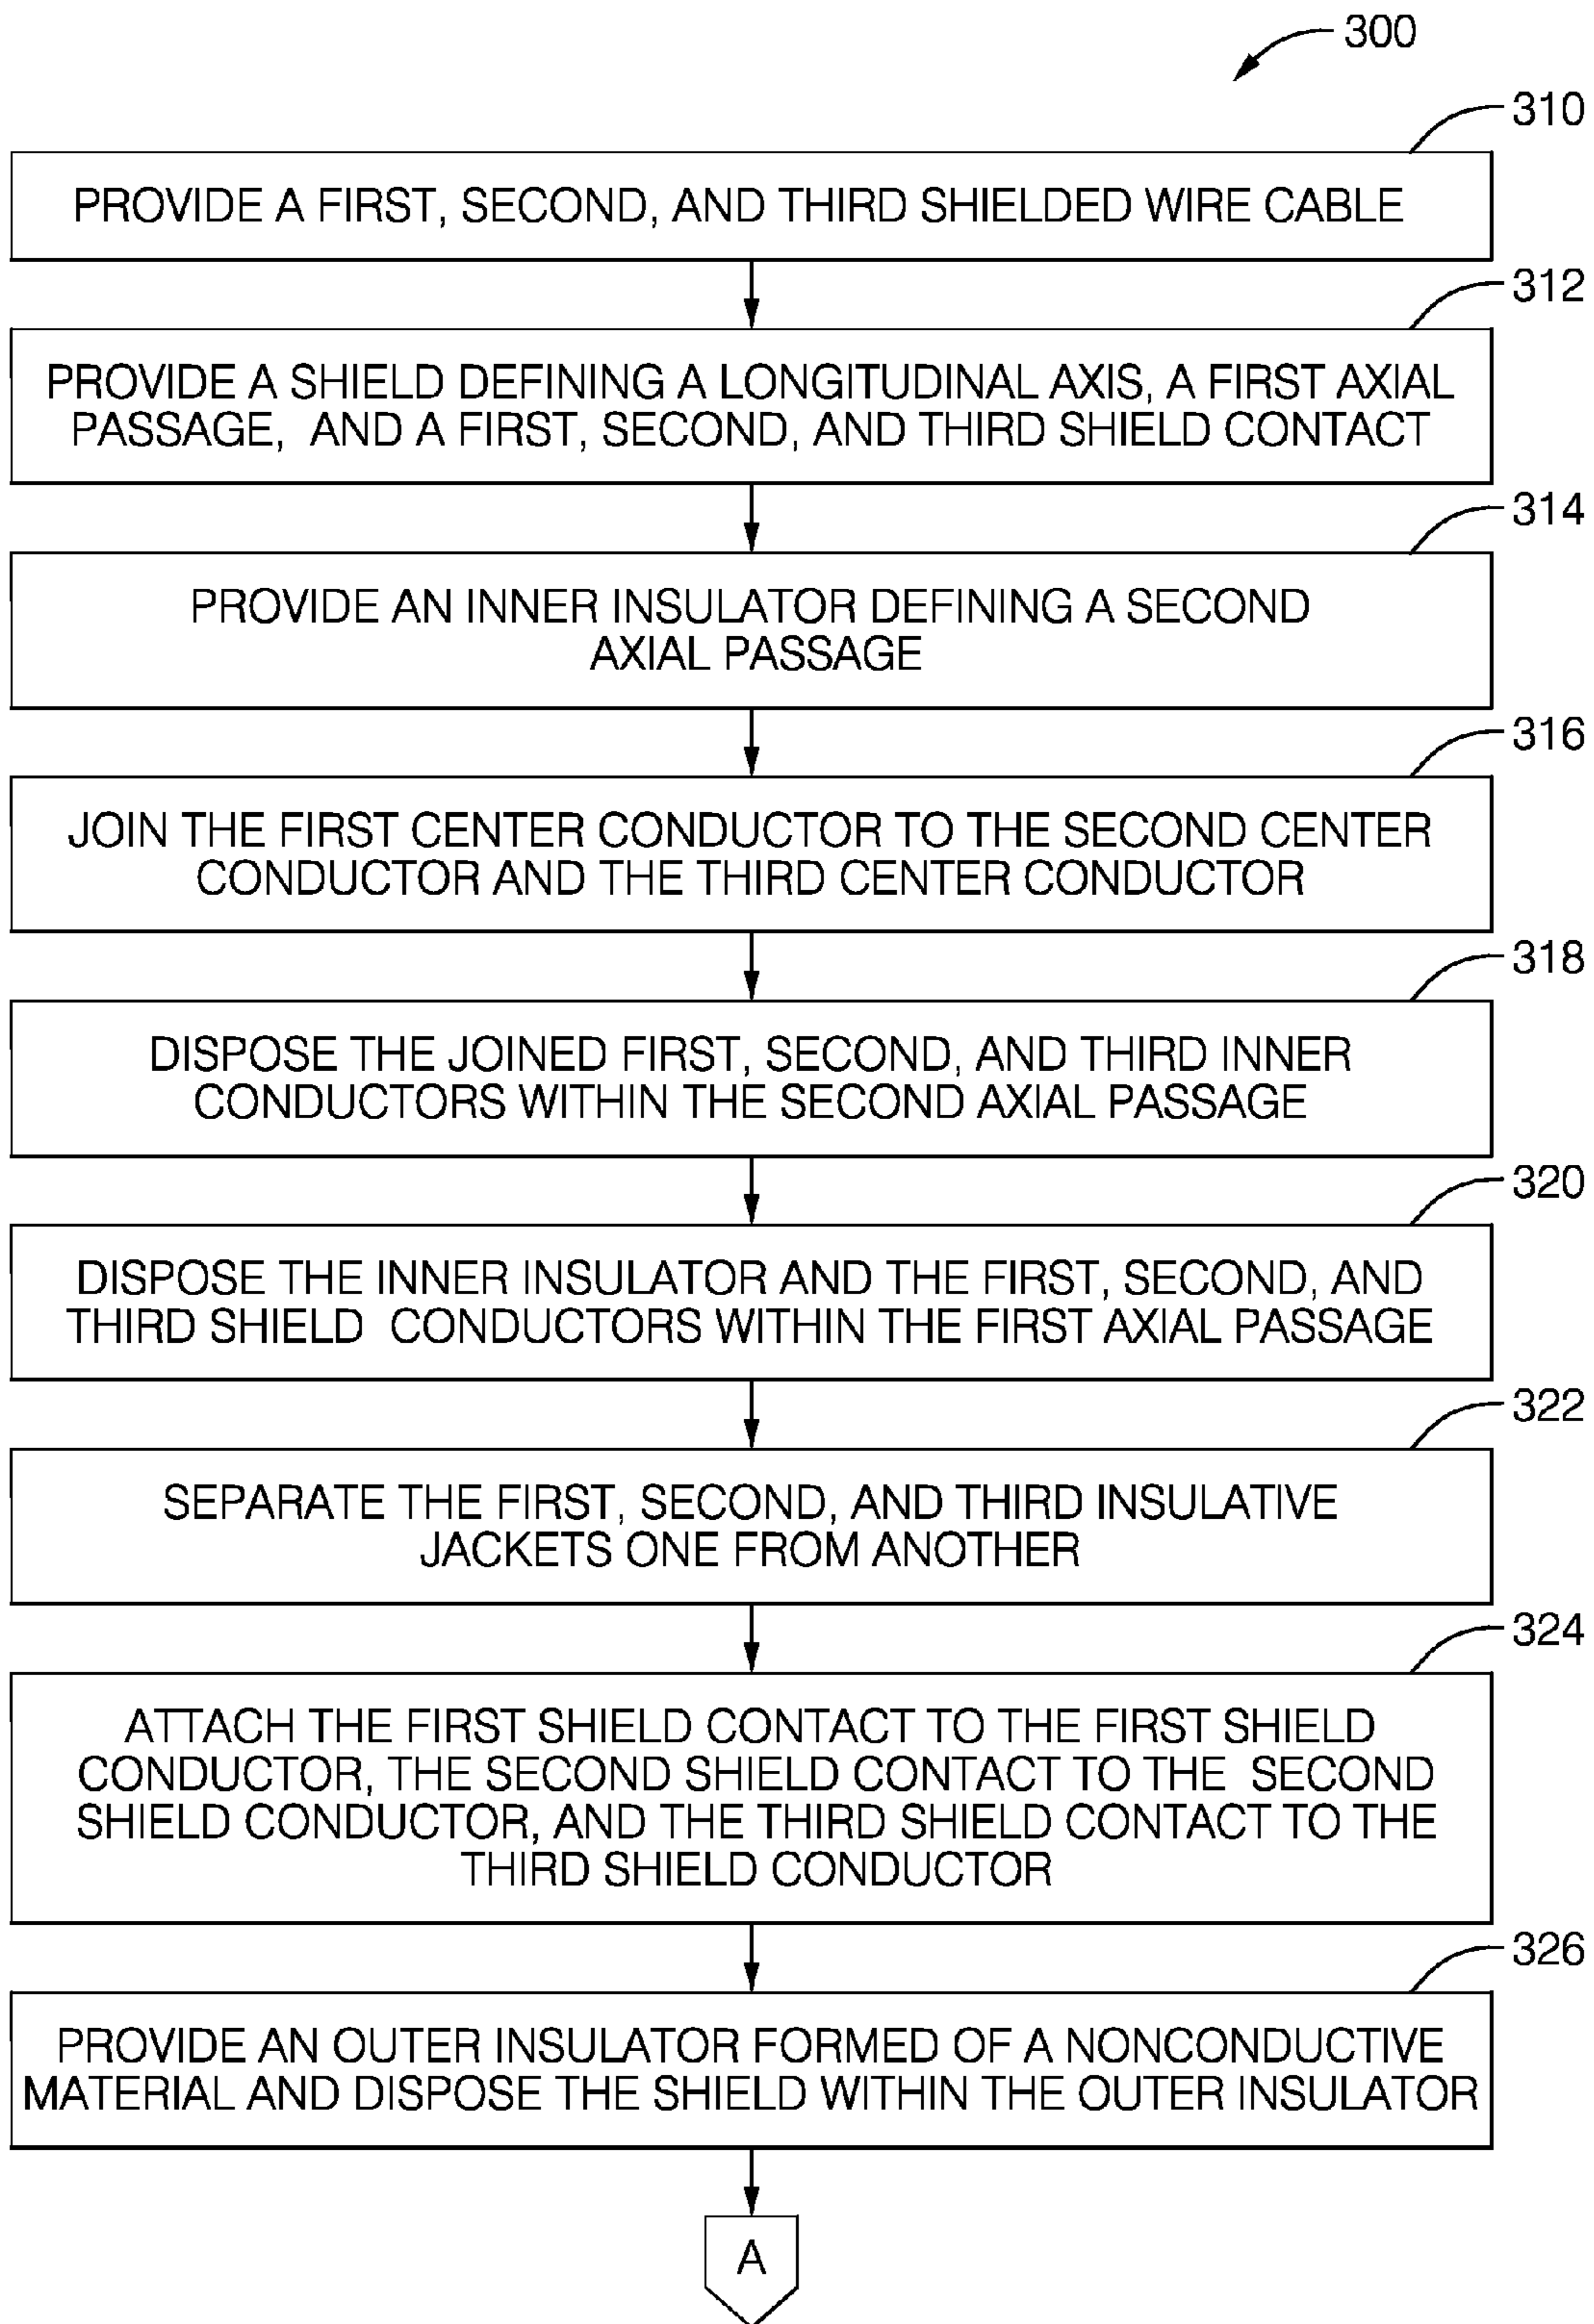 300
310
PROVIDE A FIRST, SECOND, AND THIRD SHIELDED WIRE CABLE
312
PROVIDE A SHIELD DEFINING A LONGITUDINAL AXIS, A FIRST AXIAL
PASSAGE, AND A FIRST, SECOND, AND THIRD SHIELD CONTACT
314
PROVIDE AN INNER INSULATOR DEFINING A SECOND
AXIAL PASSAGE
316
JOIN THE FIRST CENTER CONDUCTOR TO THE SECOND CENTER
CONDUCTOR AND THE THIRD CENTER CONDUCTOR
318
DISPOSE THE JOINED FIRST, SECOND, AND THIRD INNER
CONDUCTORS WITHIN THE SECOND AXIAL PASSAGE
320
DISPOSE THE INNER INSULATOR AND THE FIRST, SECOND, AND
THIRD SHIELD CONDUCTORS WITHIN THE FIRST AXIAL PASSAGE
322
SEPARATE THE FIRST, SECOND, AND THIRD INSULATIVE
JACKETS ONE FROM ANOTHER
324
ATTACH THE FIRST SHIELD CONTACT TO THE FIRST SHIELD
CONDUCTOR, THE SECOND SHIELD CONTACT TO THE SECOND
SHIELD CONDUCTOR, AND THE THIRD SHIELD CONTACT TO THE
THIRD SHIELD CONDUCTOR
326
PROVIDE AN OUTER INSULATOR FORMED OF A NONCONDUCTIVE
MATERIAL AND DISPOSE THE SHIELD WITHIN THE OUTER INSULATOR
A